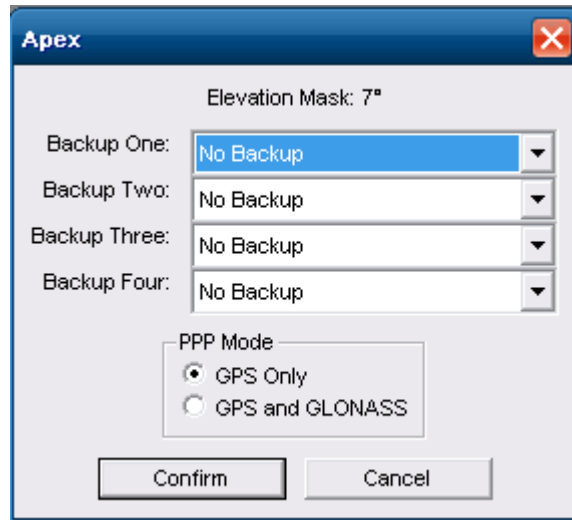 Apex
Elevation Mask: 7°
Backup One: No Backup
Backup Two: No Backup
Backup Three: No Backup
Backup Four: No Backup
PPP Mode
GPS Only
GPS and GLONASS
Confirm Cancel